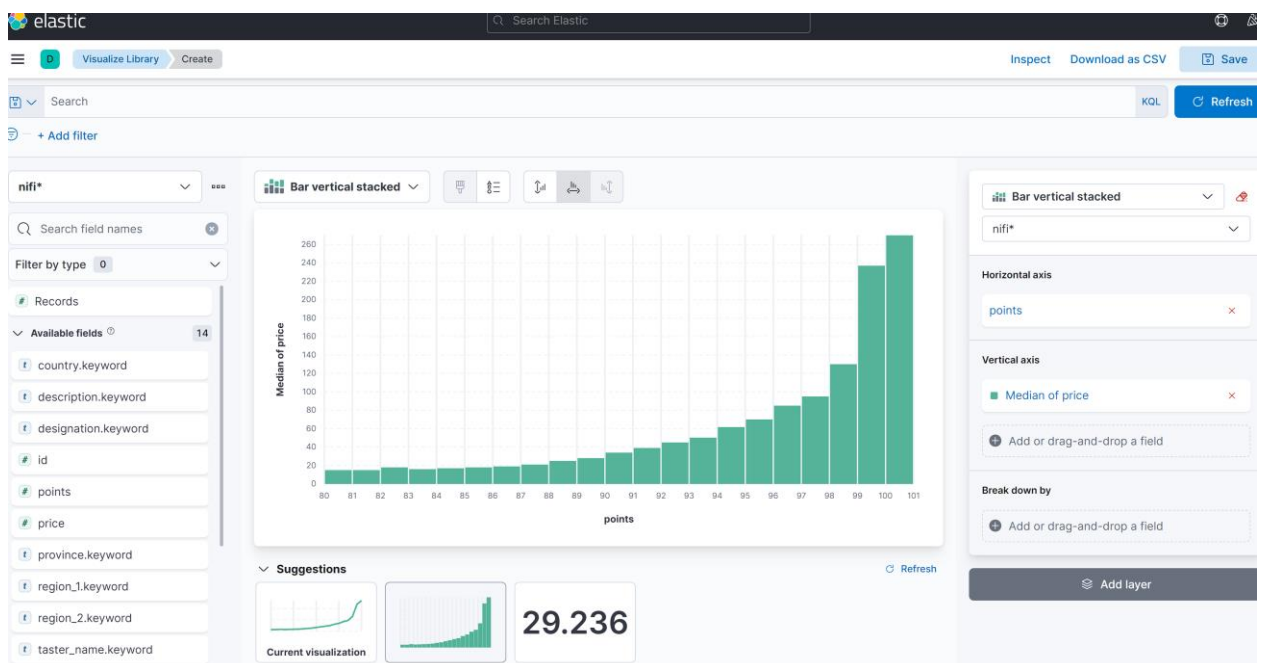 elastic
Search Elastic
D
Visualize Library
Create
Inspect
Download as CSV
Save
Search
KQL
Refresh
+ Add filter
nifi*
Search field names
Filter by type 0
# Records
Available fields
14
t country.keyword
t description.keyword
t designation.keyword
# id
# points
# price
t province.keyword
t region_1.keyword
t region_2.keyword
t taster_name.keyword
Bar vertical stacked
Median of price
260
240
220
200
180
160
140
120
100
80
60
40
20
0
80 81 82 83 84 85 86 87 88 89 90 91 92 93 94 95 96 97 98 99 100 101
points
Suggestions
Refresh
Current visualization
29.236
Bar vertical stacked
nifi*
Horizontal axis
points
Vertical axis
Median of price
Add or drag-and-drop a field
Break down by
Add or drag-and-drop a field
Add layer